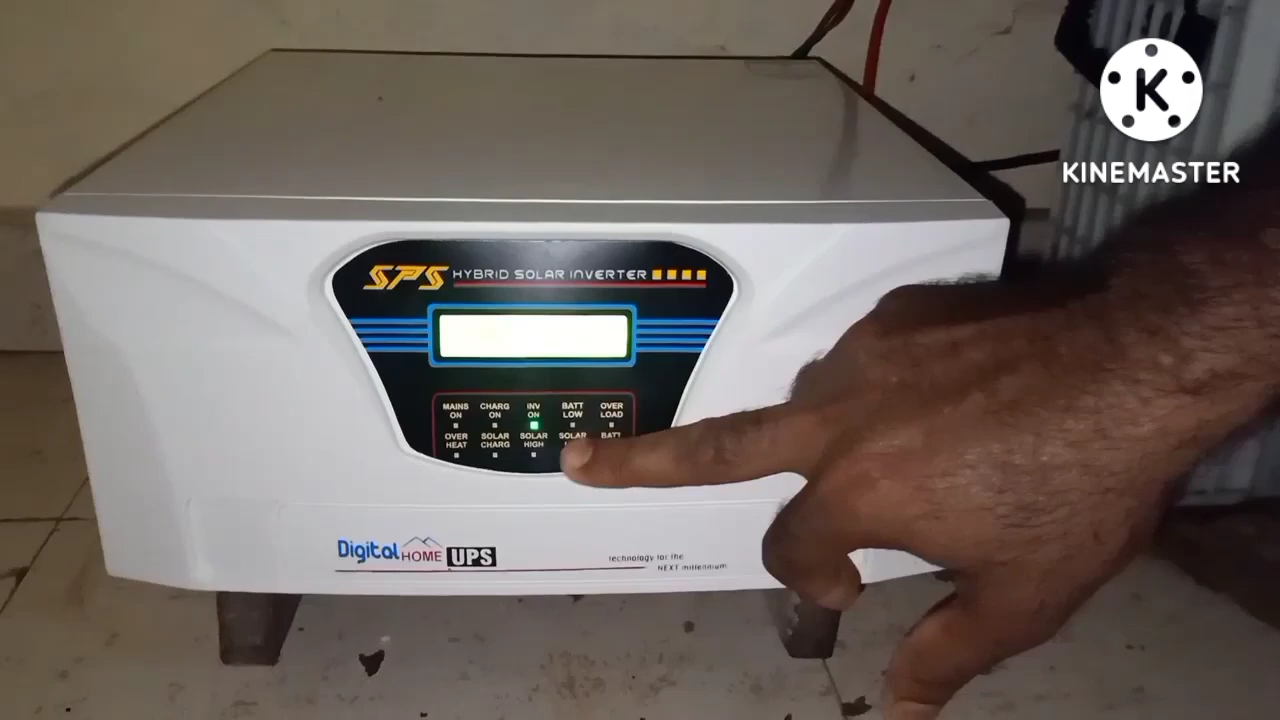 K
KINEMASTER
SPS HYBRID SOLAR INVERTER
MAINS ON CHARG ON INV ON BATT LOW OVER LOAD
OVER HEAT SOLAR CHARG SOLAR HIGH SOLAR BATT
Digital HOME UPS
technology for the
NEXT millennium